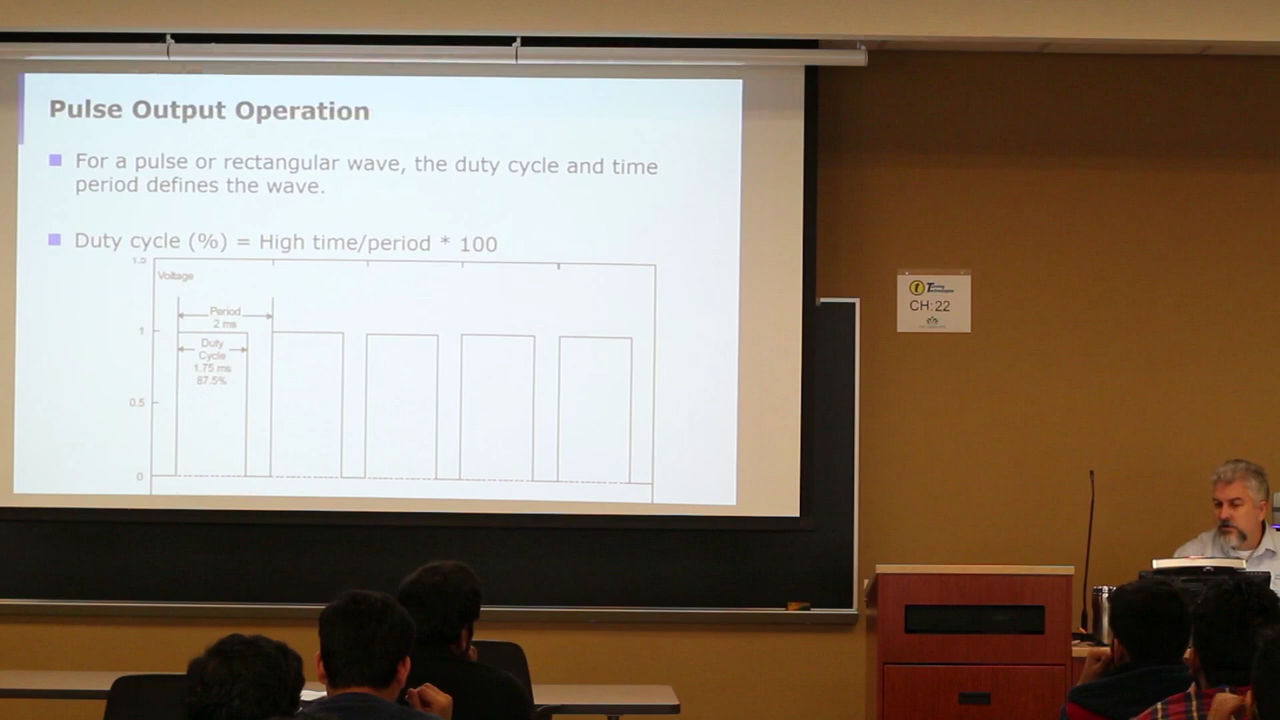 Pulse Output Operation
For a pulse or rectangular wave, the duty cycle and time
period defines the wave.
Duty cycle (%) = High time/period * 100
1.5
Voltage
Period
2 ms
1
Duty
Cycle
1.75 ms
87.5%
0.5
0
Turning
Technologies
CH:22